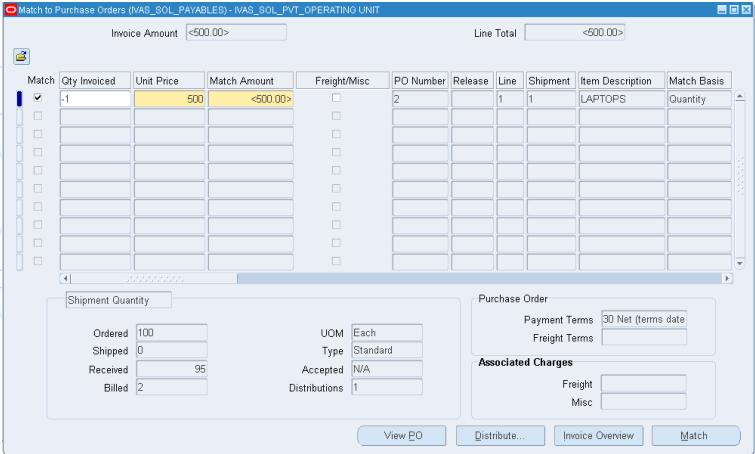 Match to Purchase Orders (IVAS_SOL_PAYABLES) - IVAS_SOL_PVT_OPERATING UNIT
Invoice Amount <500.00> Line Total <500.00>
Match Qty Invoiced Unit Price Match Amount Freight/Misc PO Number Release Line Shipment Item Description Match Basis
-1 500 <500.00> 2 1 1 LAPTOPS Quantity
Shipment Quantity
Ordered 100 UOM Each
Shipped 0 Type Standard
Received 95 Accepted N/A
Billed 2 Distributions 1
Purchase Order
Payment Terms 30 Net (terms date
Freight Terms
Associated Charges
Freight
Misc
View PO Distribute... Invoice Overview Match